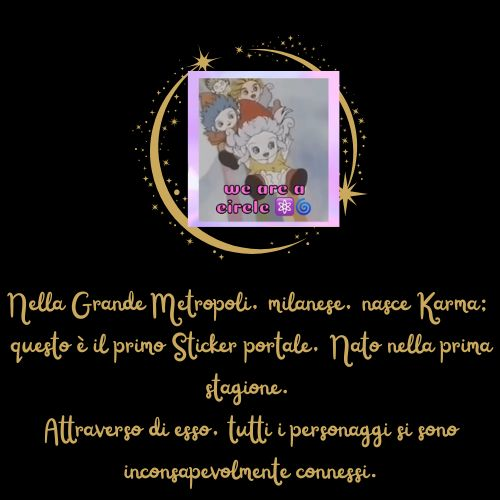 we are a
circle ⚛️🌀
Nella Grande Metropoli, milanese, nasce Karma;
questo è il primo Sticker portale. Nato nella prima
stagione.
Attraverso di esso, tutti i personaggi si sono
inconsapevolmente connessi.